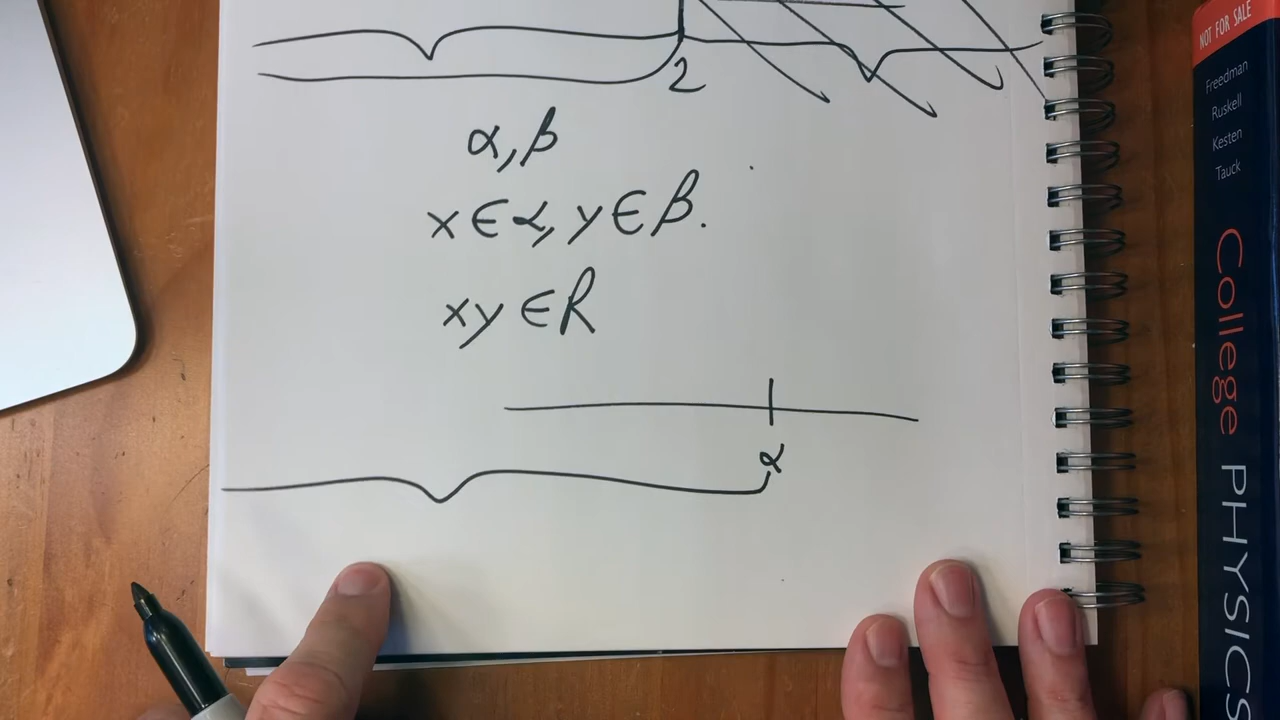 2
α, β
x ∈ α, y ∈ β.
xy ∈ R
α
NOT FOR SALE
Freedman
Ruskell
Kesten
Tauck
College PHYSICS